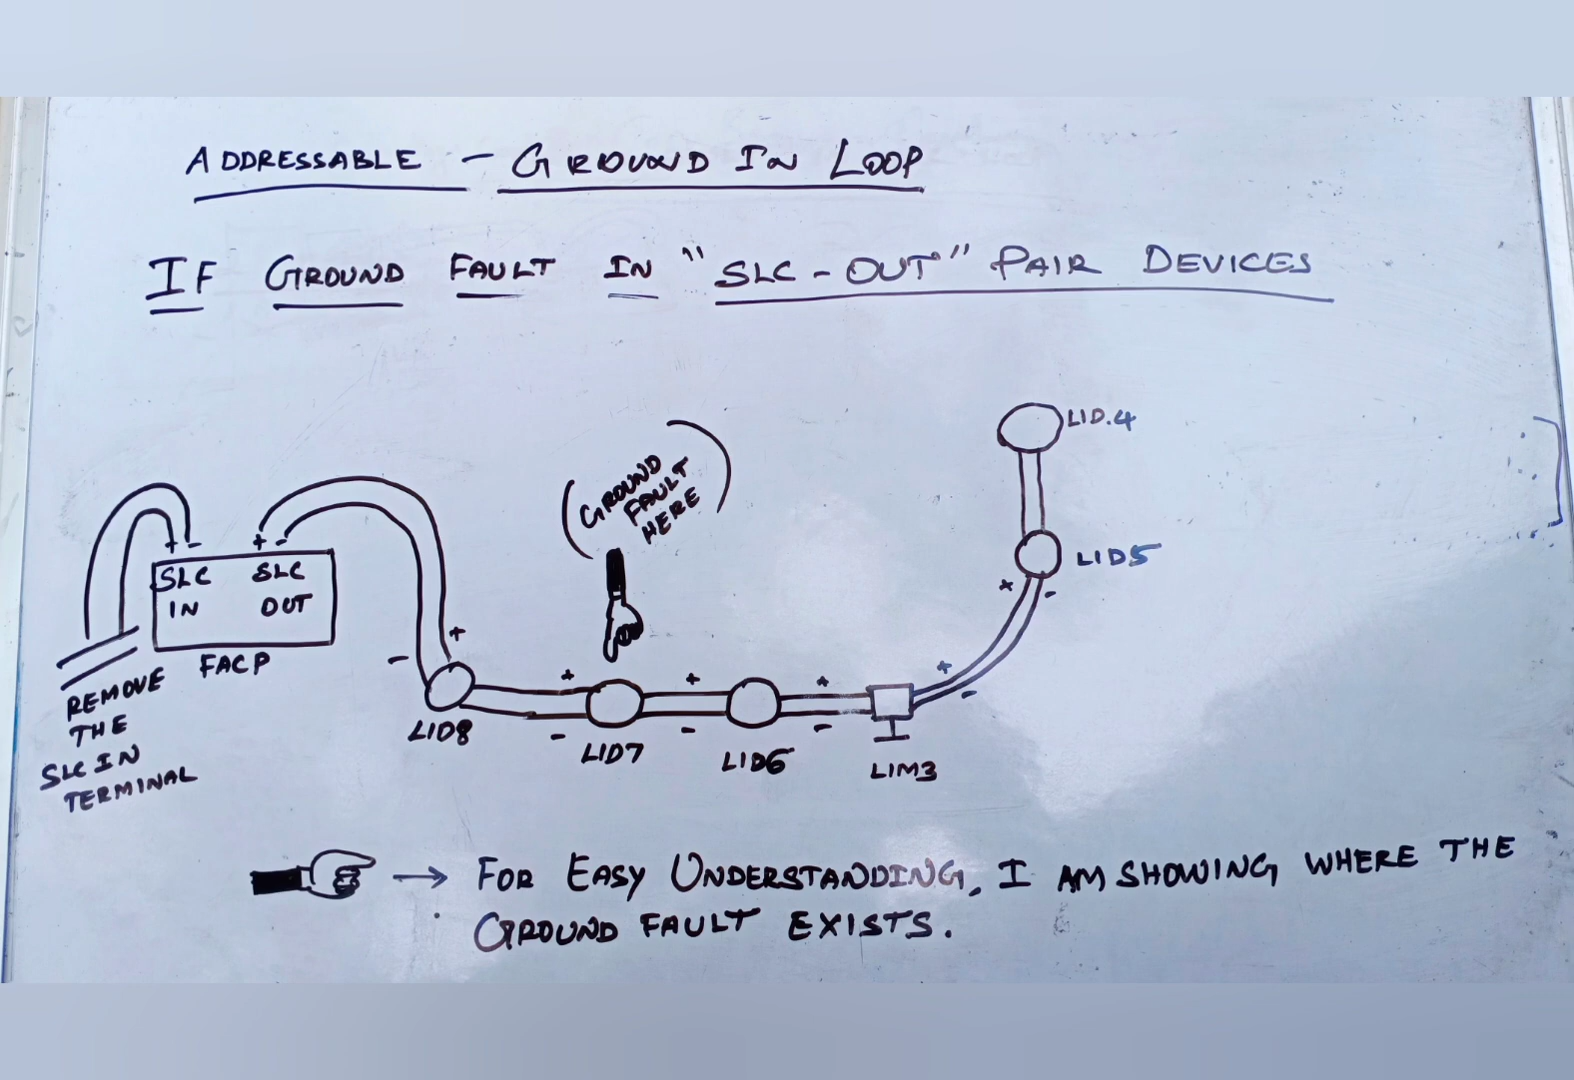 ADDRESSABLE - GROUND IN LOOP
IF GROUND FAULT IN "SLC-OUT" PAIR DEVICES
LID.4
(GROUND
FAULT
HERE)
+ - + -
SLC SLC
IN OUT
FACP
LID5
+ -
REMOVE
THE
SLC IN
TERMINAL
- +
LID8
+ -
LID7
+ -
LID6
+ -
LIM3
+ -
→ FOR EASY UNDERSTANDING, I AM SHOWING WHERE THE
GROUND FAULT EXISTS.